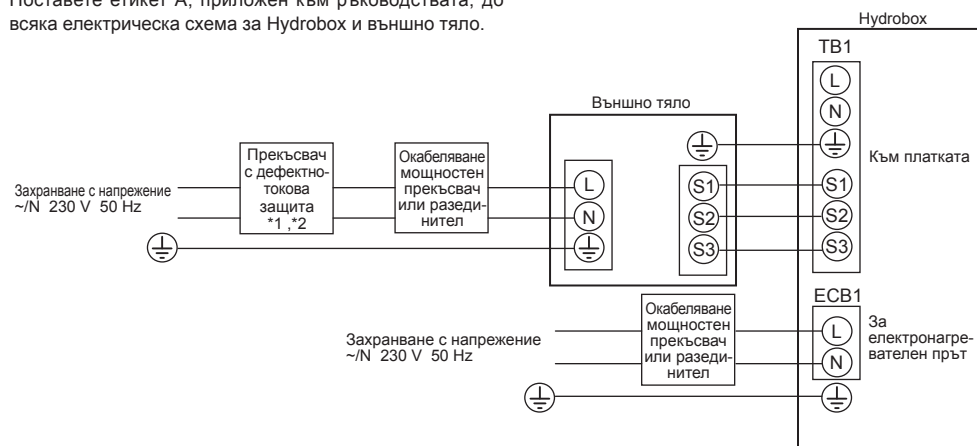 Поставете етикет А, приложен към ръководствата, до
всяка електрическа схема за Hydrobox и външно тяло.
Hydrobox
TB1
L
N
Външно тяло
Към платката
Прекъсвач
с дефектно-
токова
защита
*1 ,*2
Окабеляване
мощностен
прекъсвач
или разеди-
нител
Захранване с напрежение
~/N 230 V 50 Hz
L
N
S1
S2
S3
S1
S2
S3
ECB1
Окабеляване
мощностен
прекъсвач
или разеди-
нител
Захранване с напрежение
~/N 230 V 50 Hz
L
N
За
електронагре-
вателен прът